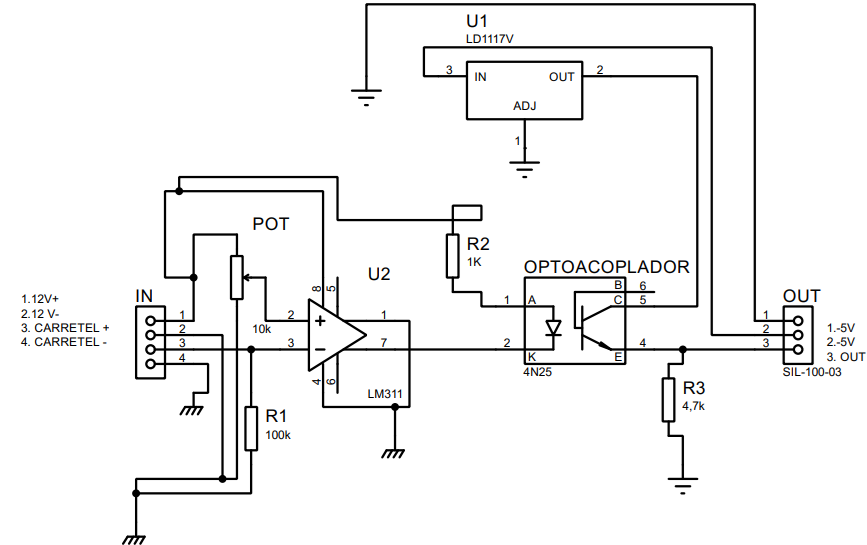 U1
LD1117V
3
IN
OUT
2
ADJ
1
POT
R2
1K
OPTOACOPLADOR
U2
8
5
B
6
1.12V+
2.12 V-
3. CARRETEL +
4. CARRETEL -
IN
1
2
3
4
10k
2
3
+
−
1
7
4
6
LM311
1
A
C
5
2
K
E
4
4N25
OUT
1
2
3
1.-5V
2.-5V
3. OUT
SIL-100-03
R1
100k
R3
4,7k